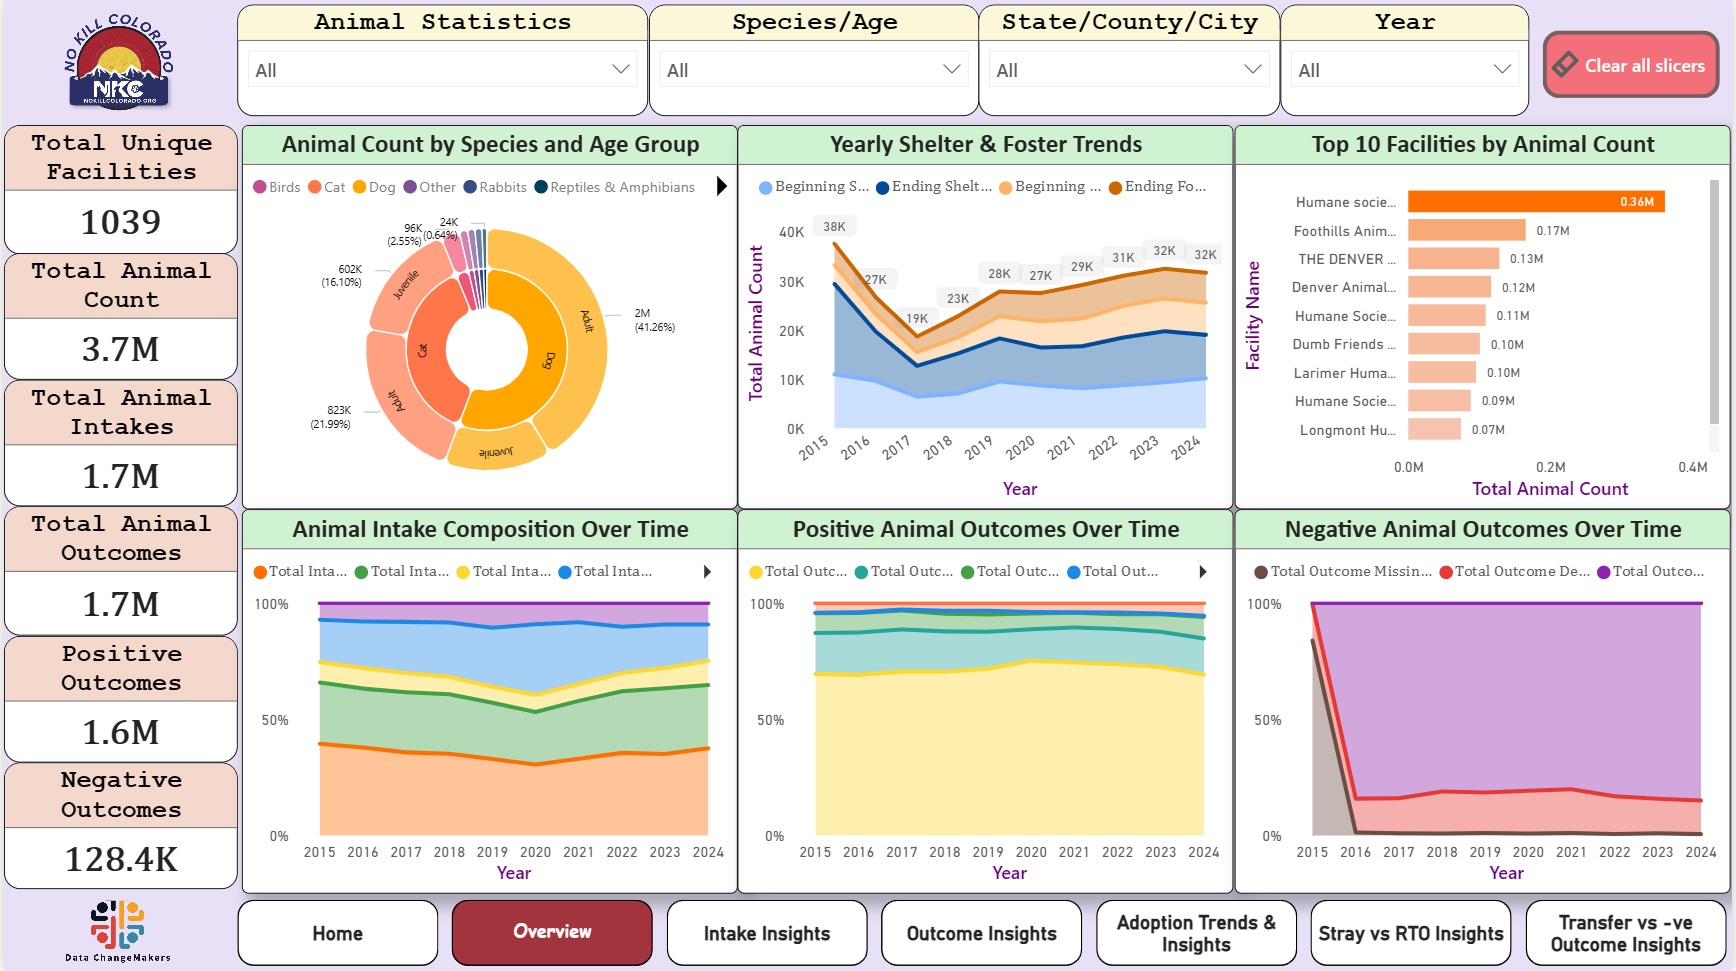 NO KILL COLORADO
NKC
NOKILLCOLORADO.ORG
Animal Statistics
All
Species/Age
All
State/County/City
All
Year
All
Clear all slicers
Total Unique
Facilities
1039
Total Animal
Count
3.7M
Total Animal
Intakes
1.7M
Total Animal
Outcomes
1.7M
Positive
Outcomes
1.6M
Negative
Outcomes
128.4K
Data ChangeMakers
Animal Count by Species and Age Group
Birds Cat Dog Other Rabbits Reptiles & Amphibians
24K
(0.64%)
96K
(2.55%)
602K
(16.10%)
823K
(21.99%)
2M
(41.26%)
Juvenile
Adult
Cat
Dog
Adult
Juvenile
Yearly Shelter & Foster Trends
Beginning S... Ending Shelt... Beginning ... Ending Fo...
Total Animal Count
40K
30K
20K
10K
0K
38K
27K
19K
23K
28K
27K
29K
31K
32K
32K
2015 2016 2017 2018 2019 2020 2021 2022 2023 2024
Year
Top 10 Facilities by Animal Count
Facility Name
Humane socie... 0.36M
Foothills Anim... 0.17M
THE DENVER ... 0.13M
Denver Animal... 0.12M
Humane Socie... 0.11M
Dumb Friends ... 0.10M
Larimer Huma... 0.10M
Humane Socie... 0.09M
Longmont Hu... 0.07M
0.0M 0.2M 0.4M
Total Animal Count
Animal Intake Composition Over Time
Total Inta... Total Inta... Total Inta... Total Inta...
100%
50%
0%
2015 2016 2017 2018 2019 2020 2021 2022 2023 2024
Year
Positive Animal Outcomes Over Time
Total Outc... Total Outc... Total Outc... Total Out...
100%
50%
0%
2015 2016 2017 2018 2019 2020 2021 2022 2023 2024
Year
Negative Animal Outcomes Over Time
Total Outcome Missin... Total Outcome De... Total Outco...
100%
50%
0%
2015 2016 2017 2018 2019 2020 2021 2022 2023 2024
Year
Home
Overview
Intake Insights
Outcome Insights
Adoption Trends &
Insights
Stray vs RTO Insights
Transfer vs -ve
Outcome Insights